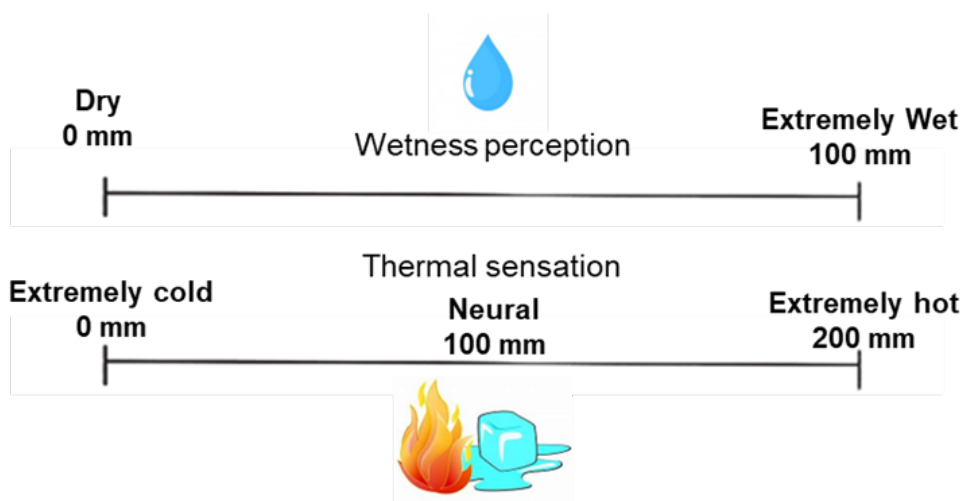 Dry
0 mm
Wetness perception
Extremely Wet
100 mm
Thermal sensation
Extremely cold
0 mm
Neural
100 mm
Extremely hot
200 mm